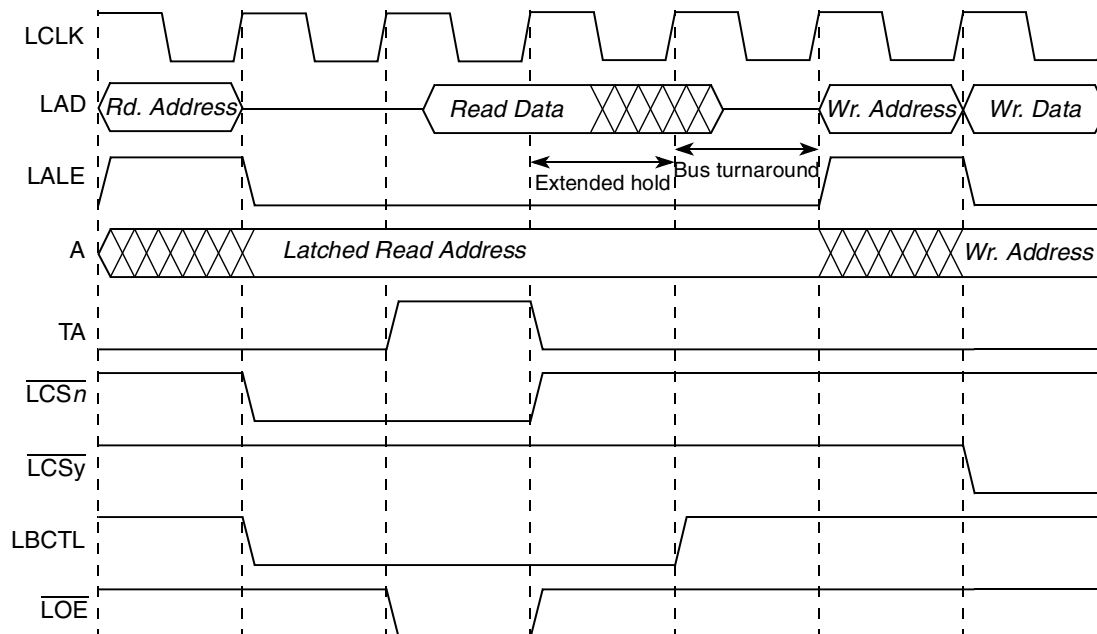 LCLK
LAD Rd. Address Read Data Wr. Address Wr. Data
LALE Extended hold Bus turnaround
A Latched Read Address Wr. Address
TA
LCSn
LCSy
LBCTL
LOE